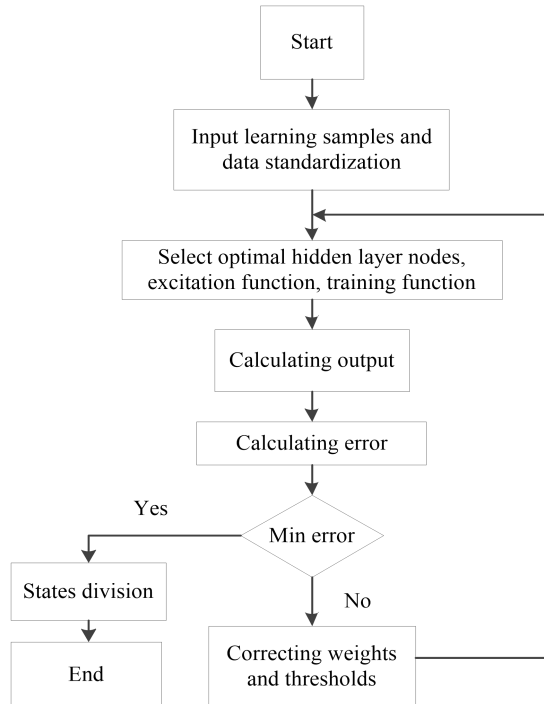 Start
Input learning samples and
data standardization
Select optimal hidden layer nodes,
excitation function, training function
Calculating output
Calculating error
Yes
Min error
States division
No
End
Correcting weights
and thresholds